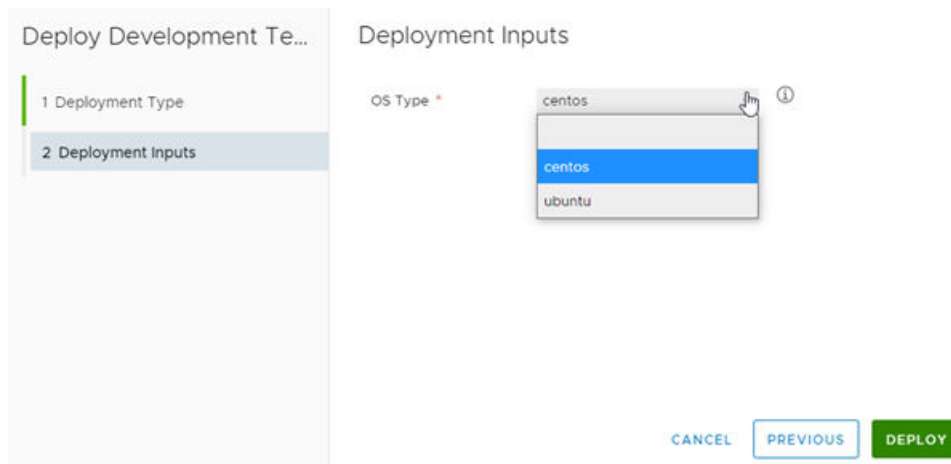 Deploy Development Te...
1 Deployment Type
2 Deployment Inputs
Deployment Inputs
OS Type *
centos
centos
ubuntu
CANCEL
PREVIOUS
DEPLOY